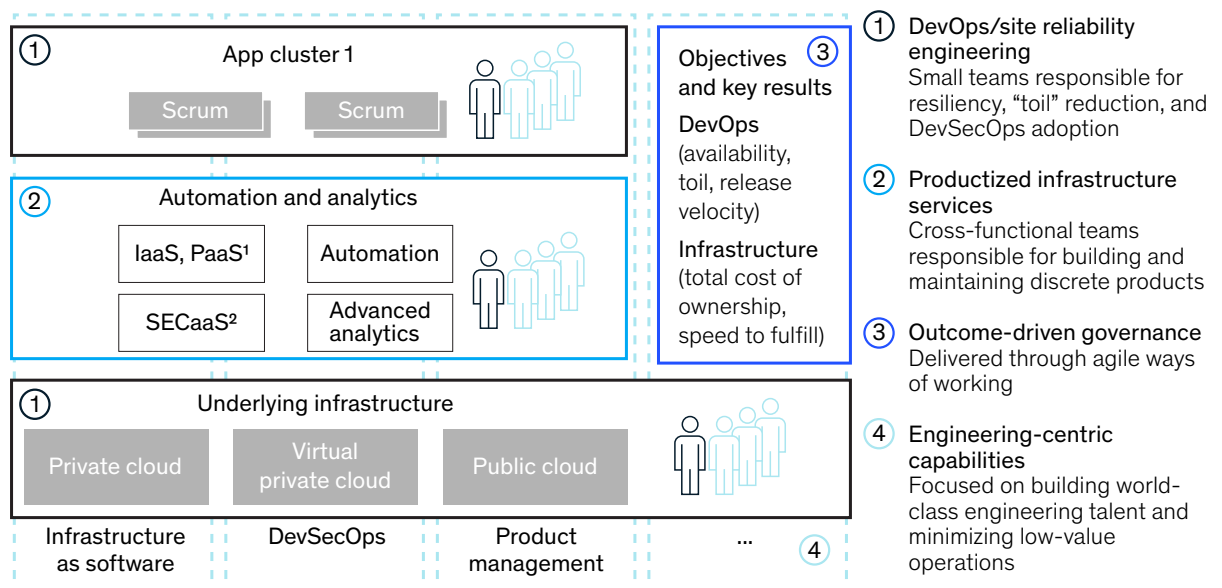 1
App cluster 1
Scrum
Scrum
2
Automation and analytics
IaaS, PaaS¹
Automation
SECaaS²
Advanced
analytics
3
Objectives
and key results
DevOps
(availability,
toil, release
velocity)
Infrastructure
(total cost of
ownership,
speed to fulfill)
1
Underlying infrastructure
Private cloud
Virtual
private cloud
Public cloud
Infrastructure
as software
DevSecOps
Product
management
...
4
1
DevOps/site reliability
engineering
Small teams responsible for
resiliency, “toil” reduction, and
DevSecOps adoption
2
Productized infrastructure
services
Cross-functional teams
responsible for building and
maintaining discrete products
3
Outcome-driven governance
Delivered through agile ways
of working
4
Engineering-centric
capabilities
Focused on building world-
class engineering talent and
minimizing low-value
operations